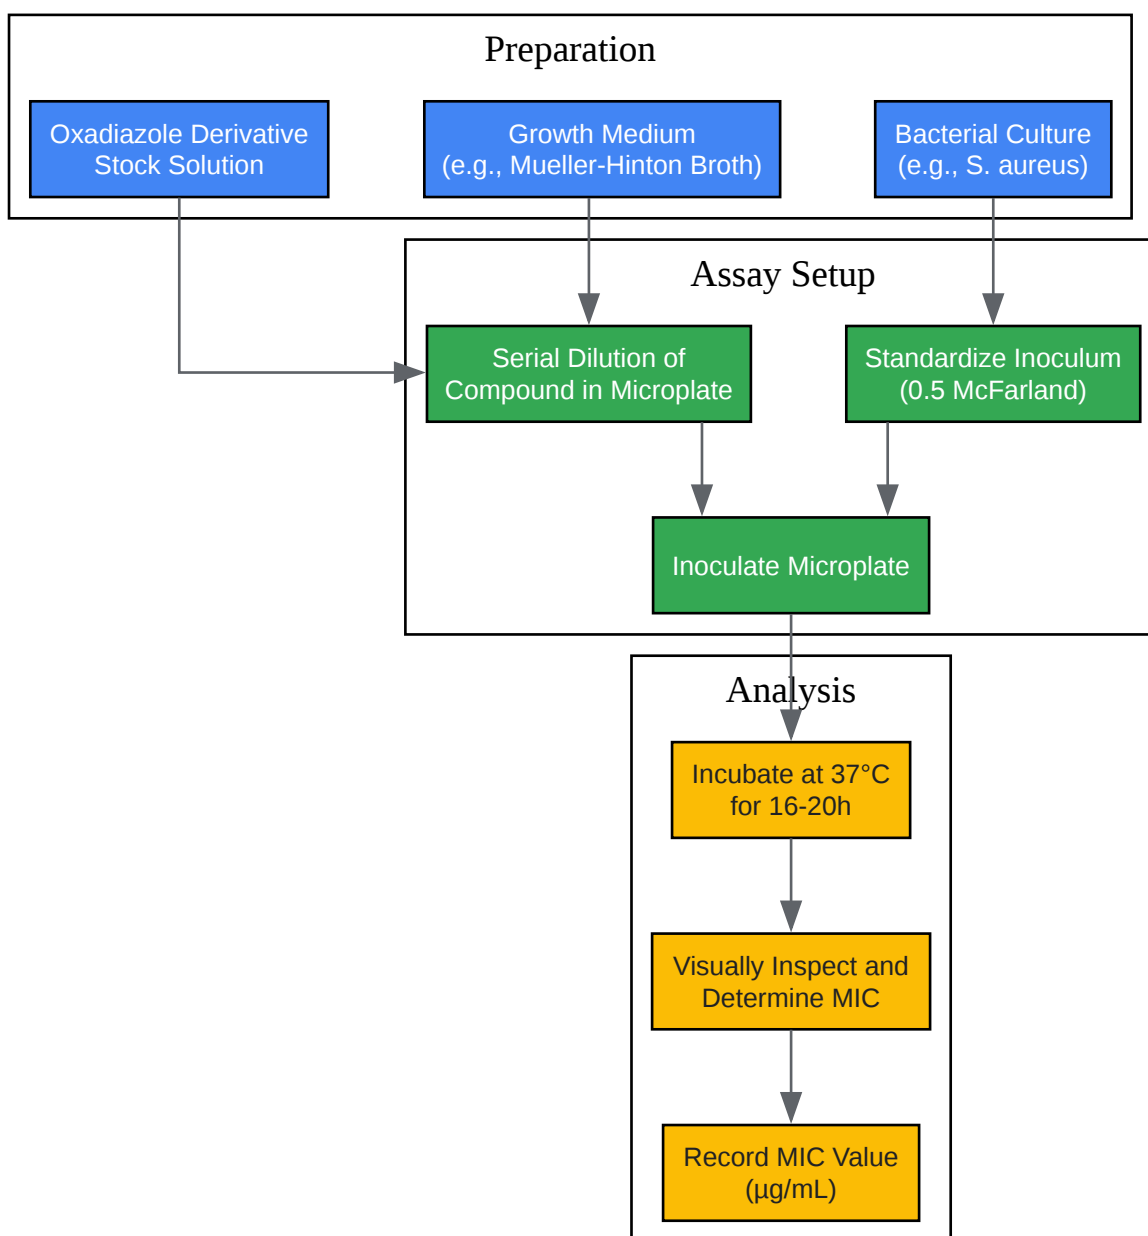 Preparation
Oxadiazole Derivative
Stock Solution
Growth Medium
(e.g., Mueller-Hinton Broth)
Bacterial Culture
(e.g., S. aureus)
Assay Setup
Serial Dilution of
Compound in Microplate
Standardize Inoculum
(0.5 McFarland)
Inoculate Microplate
Analysis
Incubate at 37°C
for 16-20h
Visually Inspect and
Determine MIC
Record MIC Value
(µg/mL)